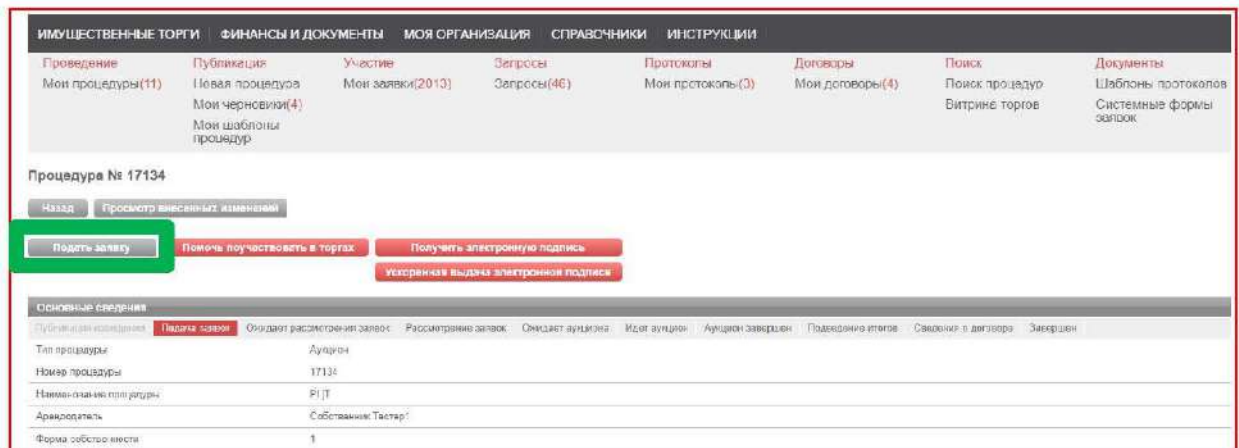 ИМУЩЕСТВЕННЫЕ ТОРГИ ФИНАНСЫ И ДОКУМЕНТЫ МОЯ ОРГАНИЗАЦИЯ СПРАВОЧНИКИ ИНСТРУКЦИИ
Проведение Публикация Участие Запросы Протоколы Договоры Поиск Документы
Мои процедуры(11) Новая процедура Мои заявки(2013) Запросы(46) Мои протоколы(3) Мои договоры(4) Поиск процедур Шаблоны протоколов
Мои черновики(4) Витрина торгов Системные формы заявок
Мои шаблоны процедур
Процедура № 17134
Назад Просмотр внесенных изменений
Подать заявку Помочь поучаствовать в торгах Получить электронную подпись
Ускоренная выдача электронной подписи
Основные сведения
Публикация извещения Подача заявок Ожидает рассмотрения заявок Рассмотрение заявок Ожидает аукциона Идет аукцион Аукцион завершен Подведение итогов Сведения о договоре Завершен
Тип процедуры Аукцион
Номер процедуры 17134
Наименование процедуры
Арендодатель Собственник Тестер1
Форма собственности 1